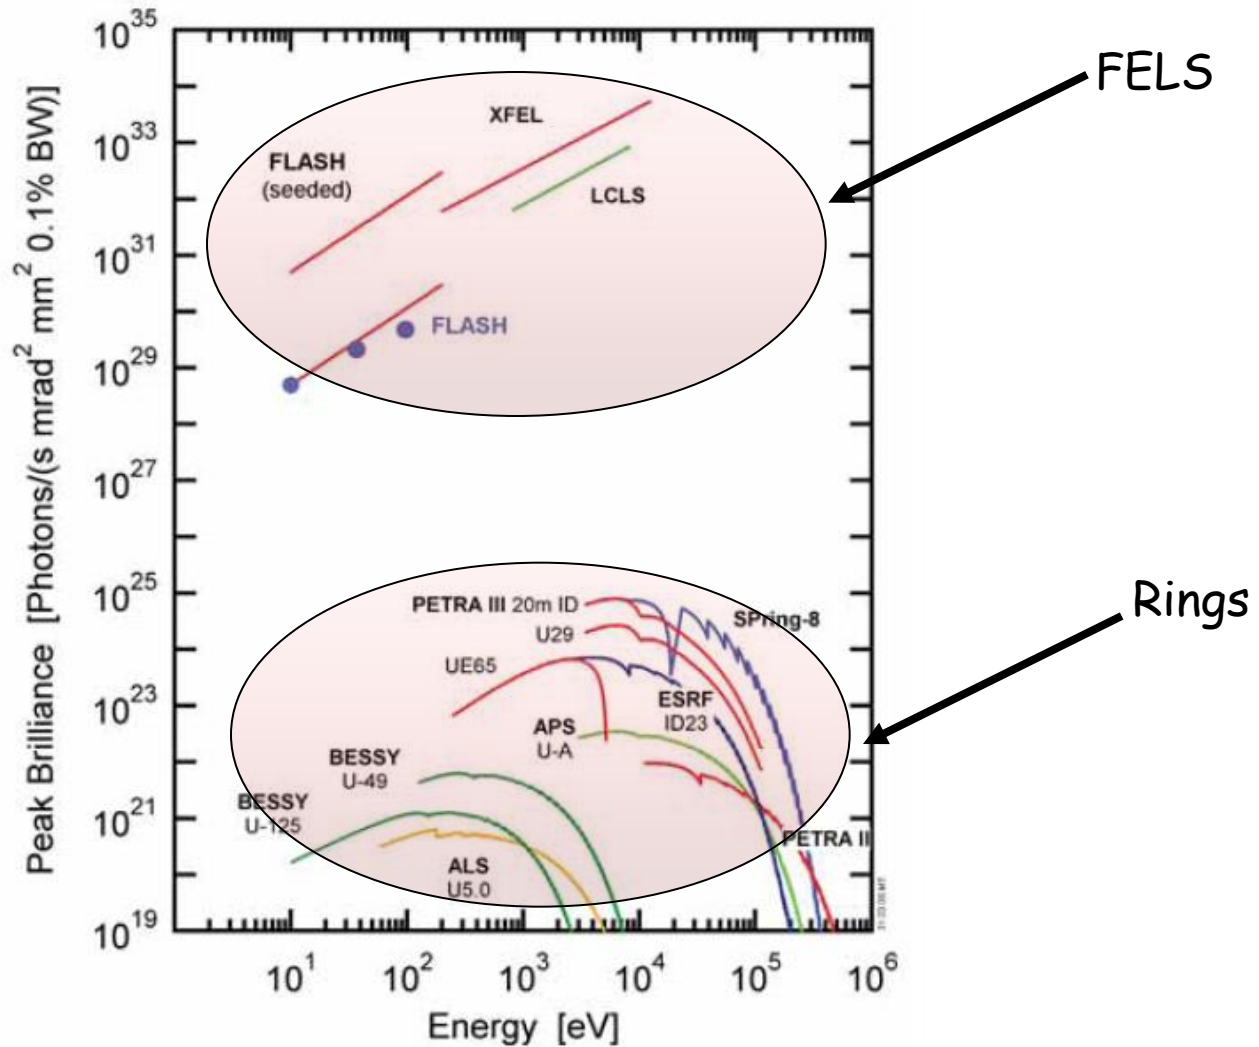 FELS
Rings
Peak Brilliance [Photons/(s mrad² mm² 0.1% BW)]
10³⁵
10³³
10³¹
10²⁹
10²⁷
10²⁵
10²³
10²¹
10¹⁹
XFEL
FLASH
(seeded)
LCLS
FLASH
PETRA III 20m ID
SPring-8
U29
UE65
ESRF
ID23
APS
U-A
BESSY
U-49
BESSY
U-125
PETRA II
ALS
U5.0
10¹ 10² 10³ 10⁴ 10⁵ 10⁶
Energy [eV]